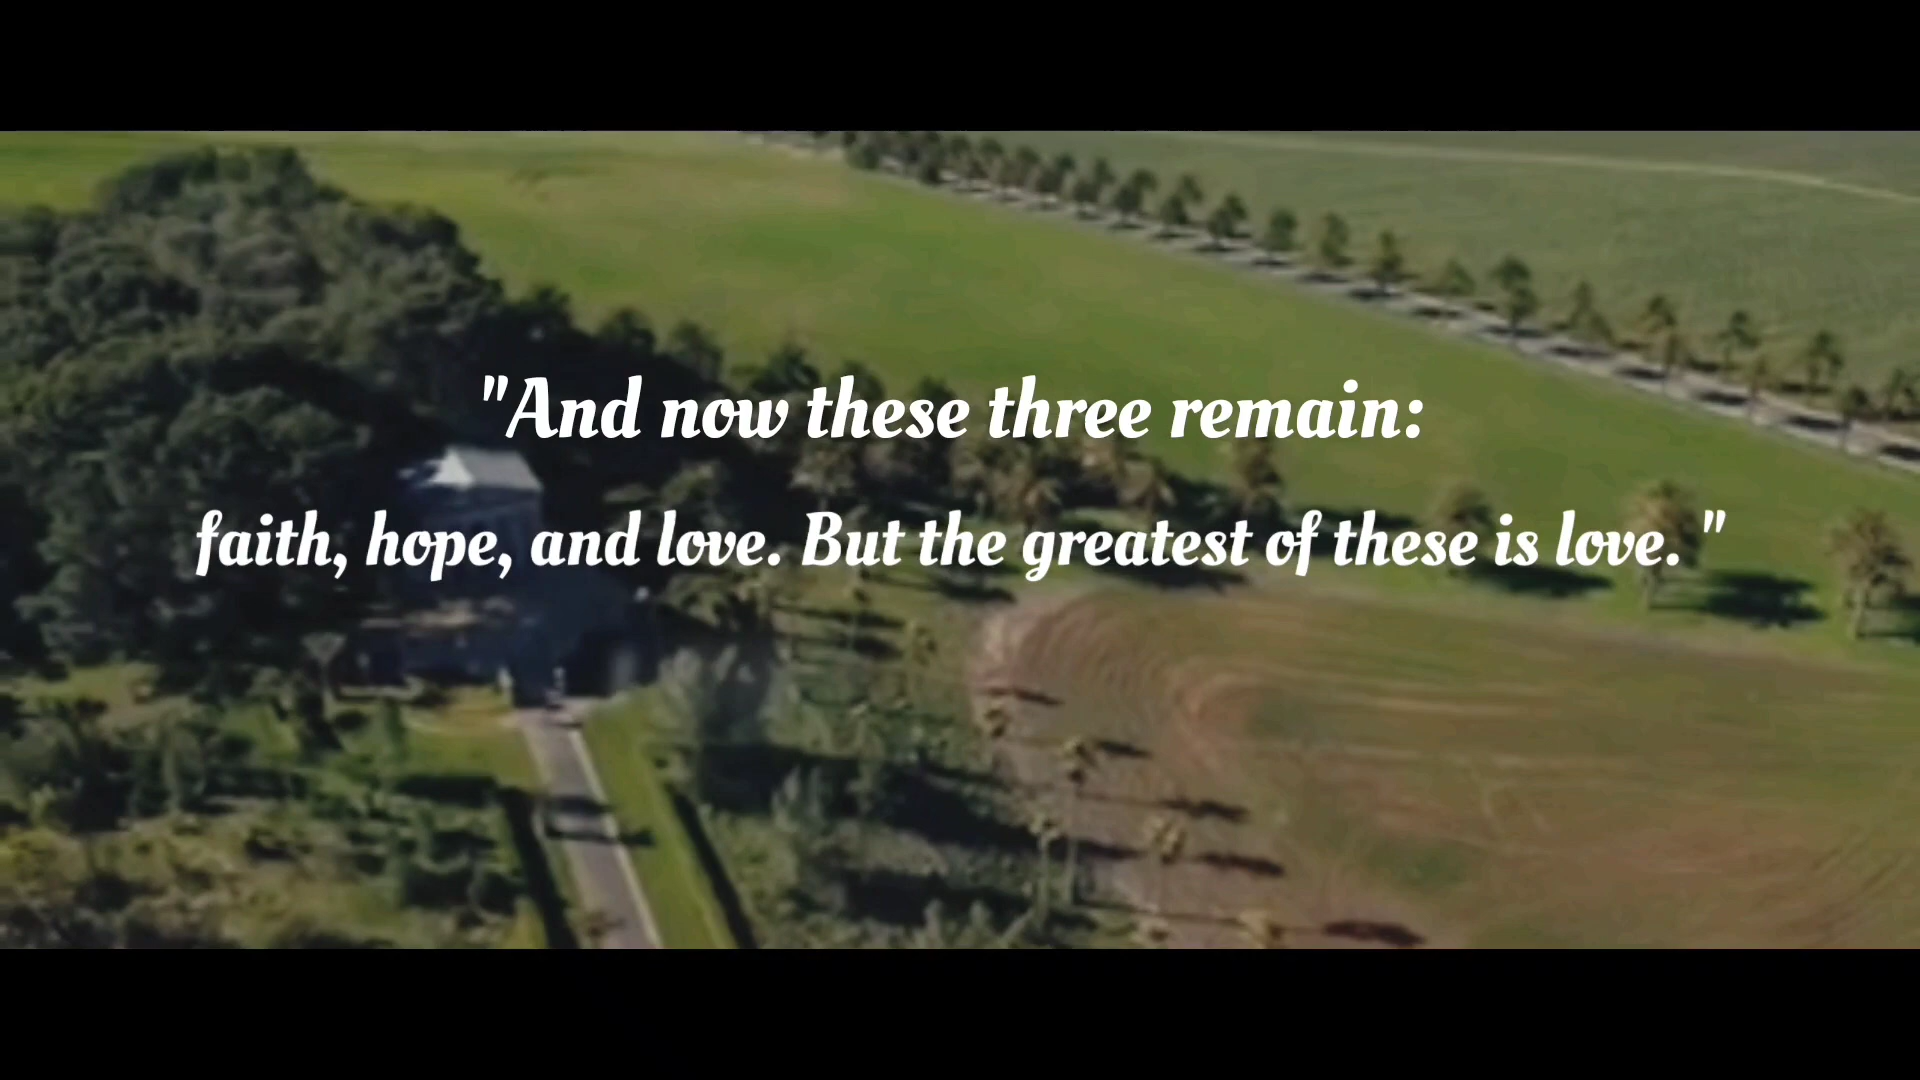 "And now these three remain:
faith, hope, and love. But the greatest of these is love. "